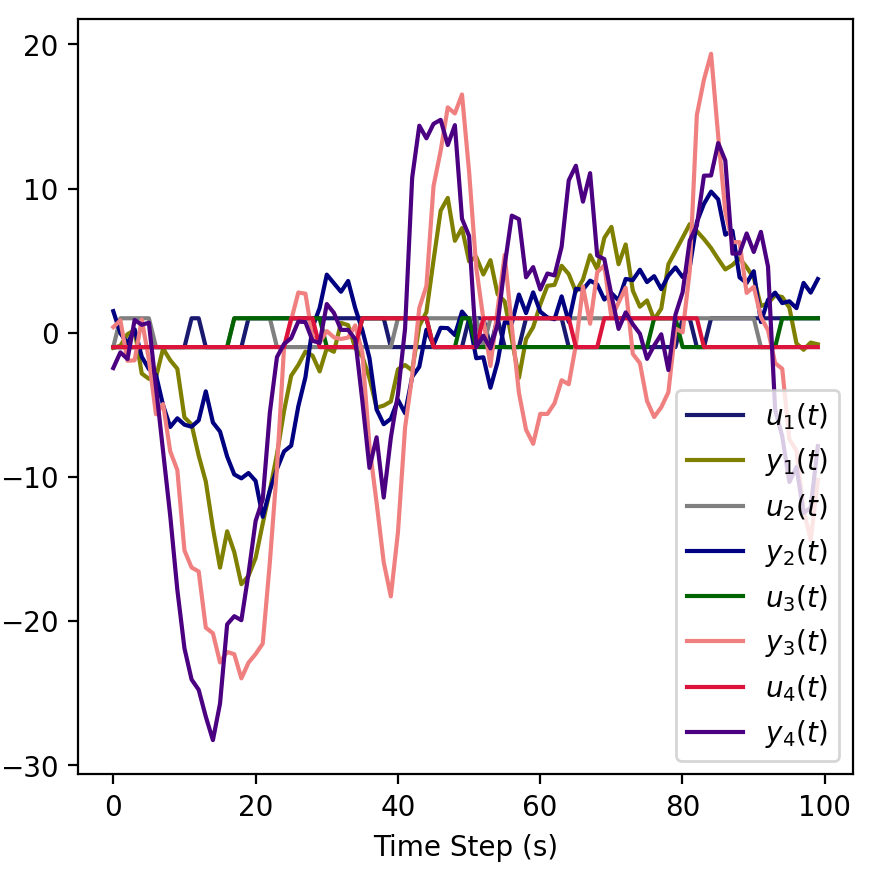 20
10
0
−10
−20
−30
0 20 40 60 80 100
Time Step (s)
u₁(t)
y₁(t)
u₂(t)
y₂(t)
u₃(t)
y₃(t)
u₄(t)
y₄(t)